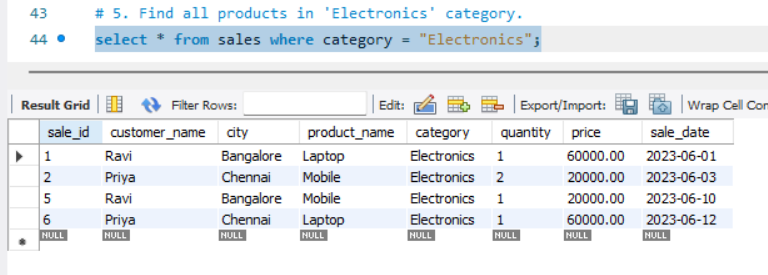 43 # 5. Find all products in 'Electronics' category.
44 select * from sales where category = "Electronics";
Result Grid Filter Rows: Edit: Export/Import: Wrap Cell Con
sale_id customer_name city product_name category quantity price sale_date
1 Ravi Bangalore Laptop Electronics 1 60000.00 2023-06-01
2 Priya Chennai Mobile Electronics 2 20000.00 2023-06-03
5 Ravi Bangalore Mobile Electronics 1 20000.00 2023-06-10
6 Priya Chennai Laptop Electronics 1 60000.00 2023-06-12
NULL NULL NULL NULL NULL NULL NULL NULL